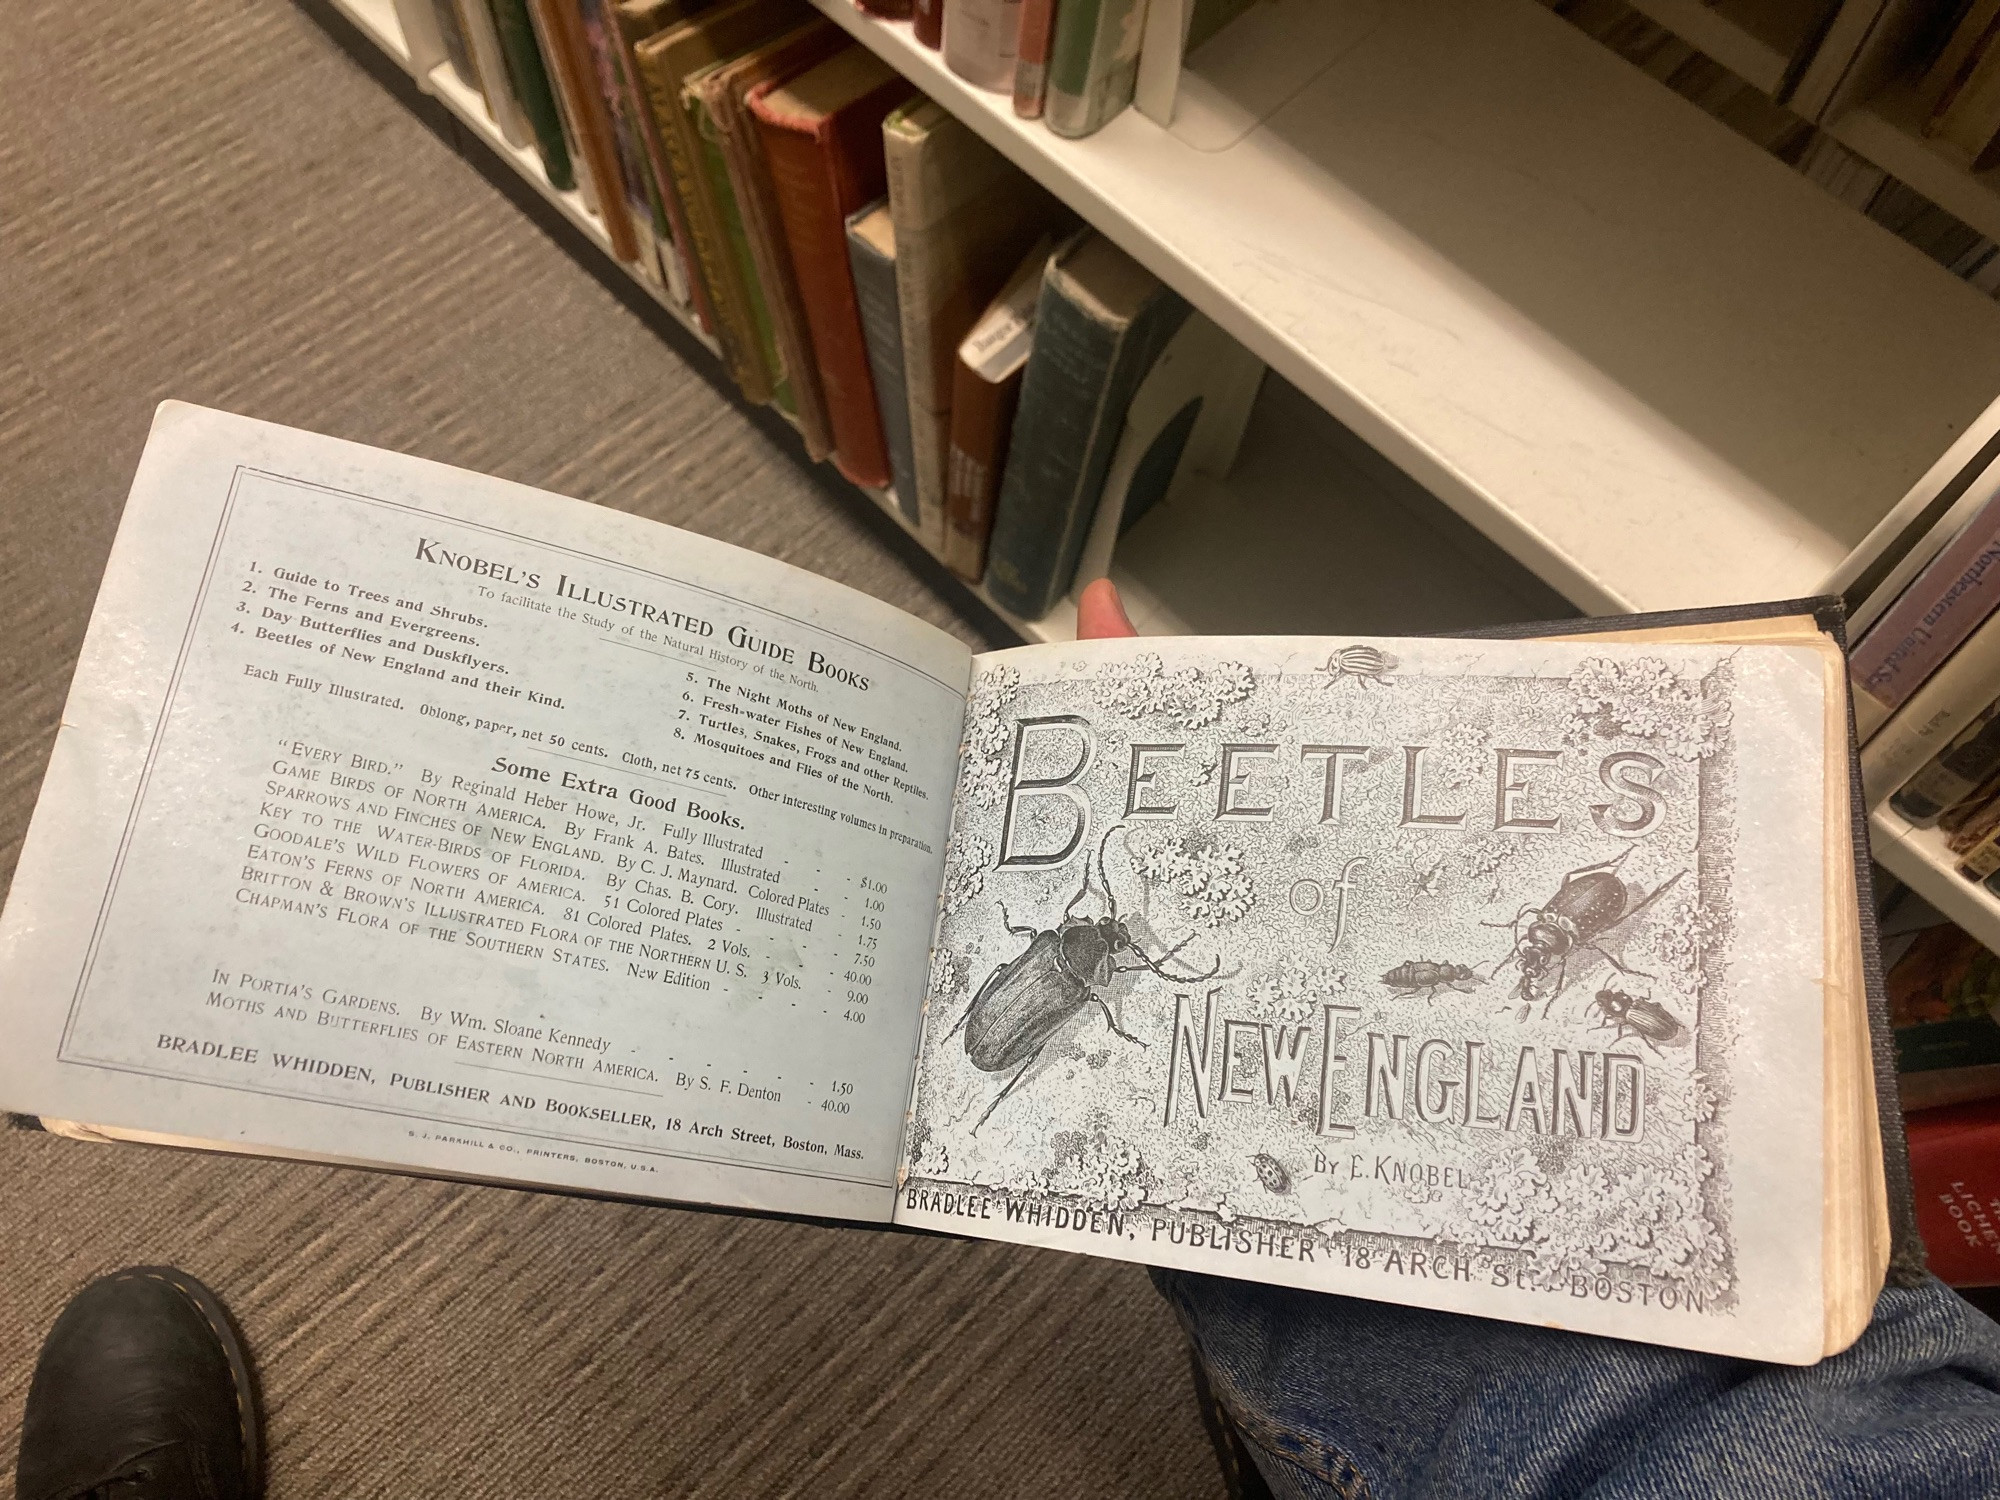 KNOBEL'S ILLUSTRATED GUIDE BOOKS
To facilitate the Study of the Natural History of the North.
1. Guide to Trees and Shrubs.
2. The Ferns and Evergreens.
3. Day Butterflies and Duskflyers.
4. Beetles of New England and their Kind.
5. The Night Moths of New England.
6. Fresh-water Fishes of New England.
7. Turtles, Snakes, Frogs and other Reptiles.
8. Mosquitoes and Flies of the North.
Each Fully Illustrated. Oblong, paper, net 50 cents. Cloth, net 75 cents. Other interesting volumes in preparation.
Some Extra Good Books.
"EVERY BIRD." By Reginald Heber Howe, Jr. Fully Illustrated - - $1.00
GAME BIRDS OF NORTH AMERICA. By Frank A. Bates. Illustrated - - 1.00
SPARROWS AND FINCHES OF NEW ENGLAND. By C. J. Maynard. Colored Plates - 1.50
KEY TO THE WATER-BIRDS OF FLORIDA. By Chas. B. Cory. Illustrated - 1.75
GOODALE'S WILD FLOWERS OF AMERICA. 51 Colored Plates - - - 7.50
EATON'S FERNS OF NORTH AMERICA. 81 Colored Plates. 2 Vols. - - 40.00
BRITTON & BROWN'S ILLUSTRATED FLORA OF THE NORTHERN U. S. 3 Vols. - 9.00
CHAPMAN'S FLORA OF THE SOUTHERN STATES. New Edition - - - 4.00
IN PORTIA'S GARDENS. By Wm. Sloane Kennedy - - - - - 1.50
MOTHS AND BUTTERFLIES OF EASTERN NORTH AMERICA. By S. F. Denton - 40.00
BRADLEE WHIDDEN, PUBLISHER AND BOOKSELLER, 18 Arch Street, Boston, Mass.
S. J. PARKHILL & CO., PRINTERS, BOSTON, U.S.A.
BEETLES
of
NEW ENGLAND
BY E. KNOBEL
BRADLEE WHIDDEN, PUBLISHER 18 ARCH St. BOSTON
Northeastern United St
LICHEN
BOOK